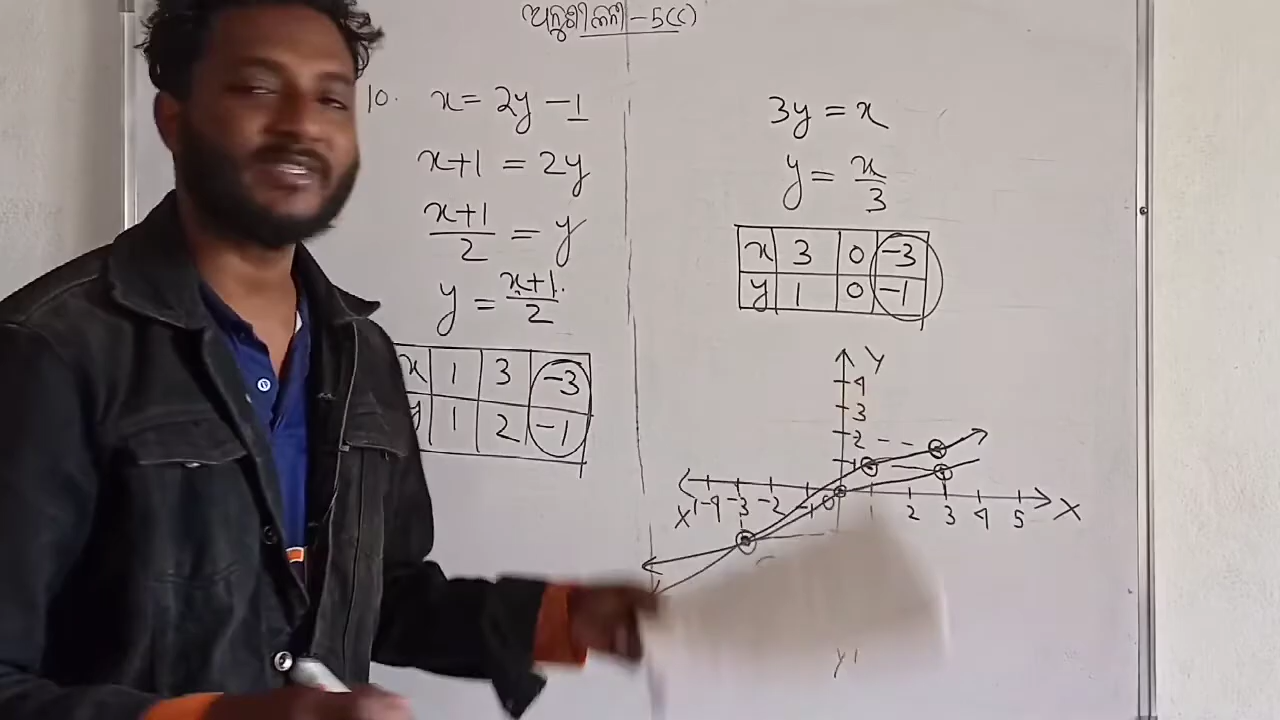 ଅନୁଶୀଳନୀ-5(c)
10. x = 2y - 1
x+1 = 2y
x+1/2 = y
y = x+1/2
x 1 3 -3
y 1 2 -1
3y = x
y = x/3
x 3 0 -3
y 1 0 -1
Y
4
3
2
1
X' -4 -3 -2 -1 0 1 2 3 4 5 X
Y'